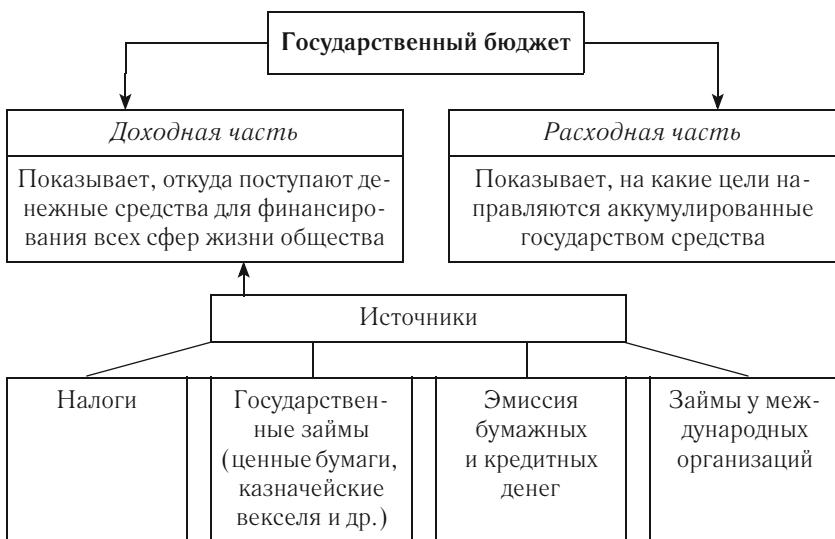 Государственный бюджет
Доходная часть
Показывает, откуда поступают де-
нежные средства для финансиро-
вания всех сфер жизни общества
Расходная часть
Показывает, на какие цели на-
правляются аккумулированные
государством средства
Источники
Налоги
Государствен-
ные займы
(ценные бумаги,
казначейские
векселя и др.)
Эмиссия
бумажных
и кредитных
денег
Займы у меж-
дународных
организаций